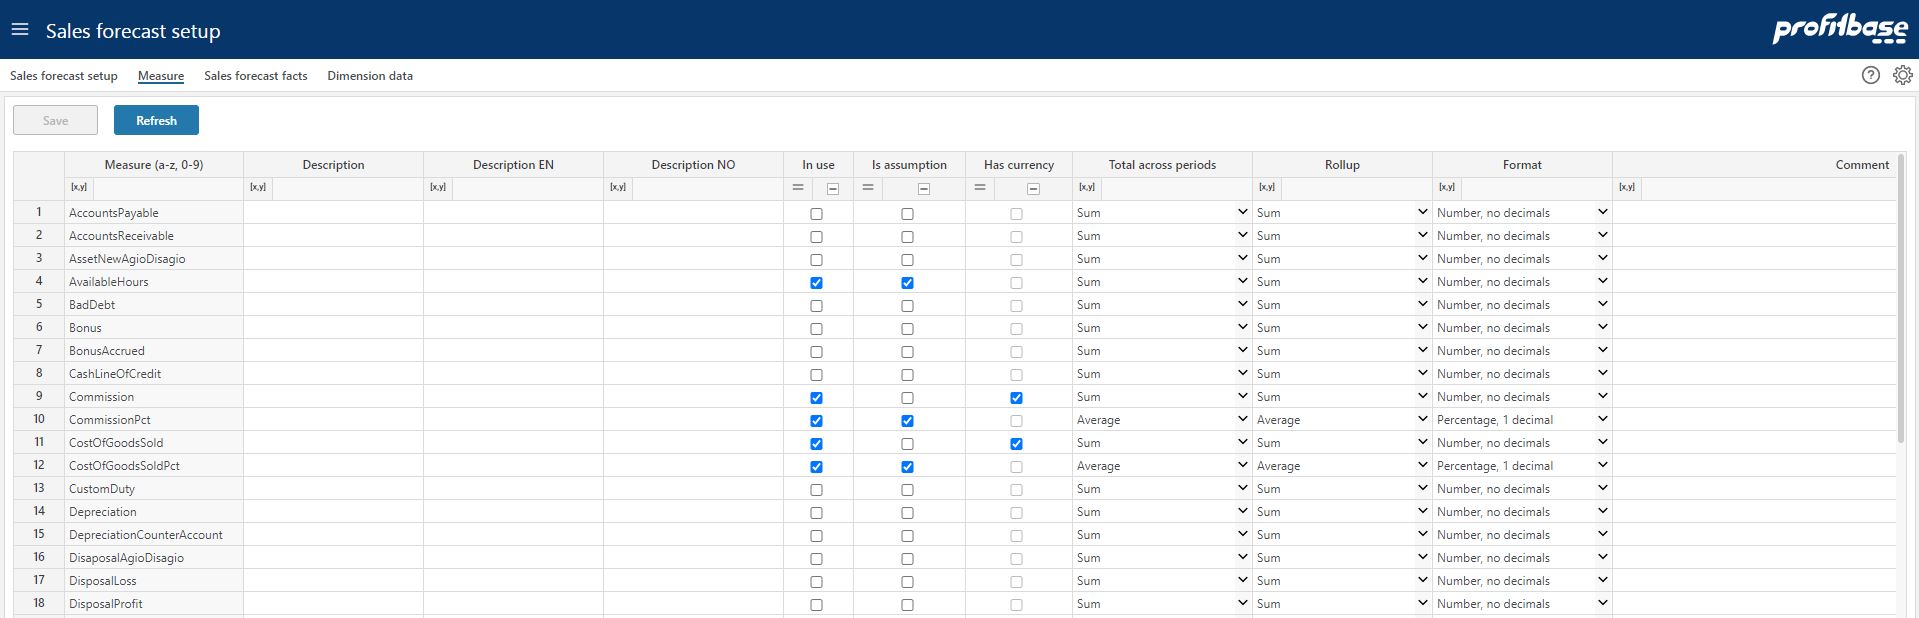 Sales forecast setup
profitbase
Sales forecast setup Measure Sales forecast facts Dimension data
Save Refresh
Measure (a-z, 0-9) Description Description EN Description NO In use Is assumption Has currency Total across periods Rollup Format Comment
[x,y] [x,y] [x,y] [x,y] [x,y] [x,y] [x,y] [x,y]
1 AccountsPayable Sum Sum Number, no decimals
2 AccountsReceivable Sum Sum Number, no decimals
3 AssetNewAgioDisagio Sum Sum Number, no decimals
4 AvailableHours Sum Sum Number, no decimals
5 BadDebt Sum Sum Number, no decimals
6 Bonus Sum Sum Number, no decimals
7 BonusAccrued Sum Sum Number, no decimals
8 CashLineOfCredit Sum Sum Number, no decimals
9 Commission Sum Sum Number, no decimals
10 CommissionPct Average Average Percentage, 1 decimal
11 CostOfGoodsSold Sum Sum Number, no decimals
12 CostOfGoodsSoldPct Average Average Percentage, 1 decimal
13 CustomDuty Sum Sum Number, no decimals
14 Depreciation Sum Sum Number, no decimals
15 DepreciationCounterAccount Sum Sum Number, no decimals
16 DisaposalAgioDisagio Sum Sum Number, no decimals
17 DisposalLoss Sum Sum Number, no decimals
18 DisposalProfit Sum Sum Number, no decimals